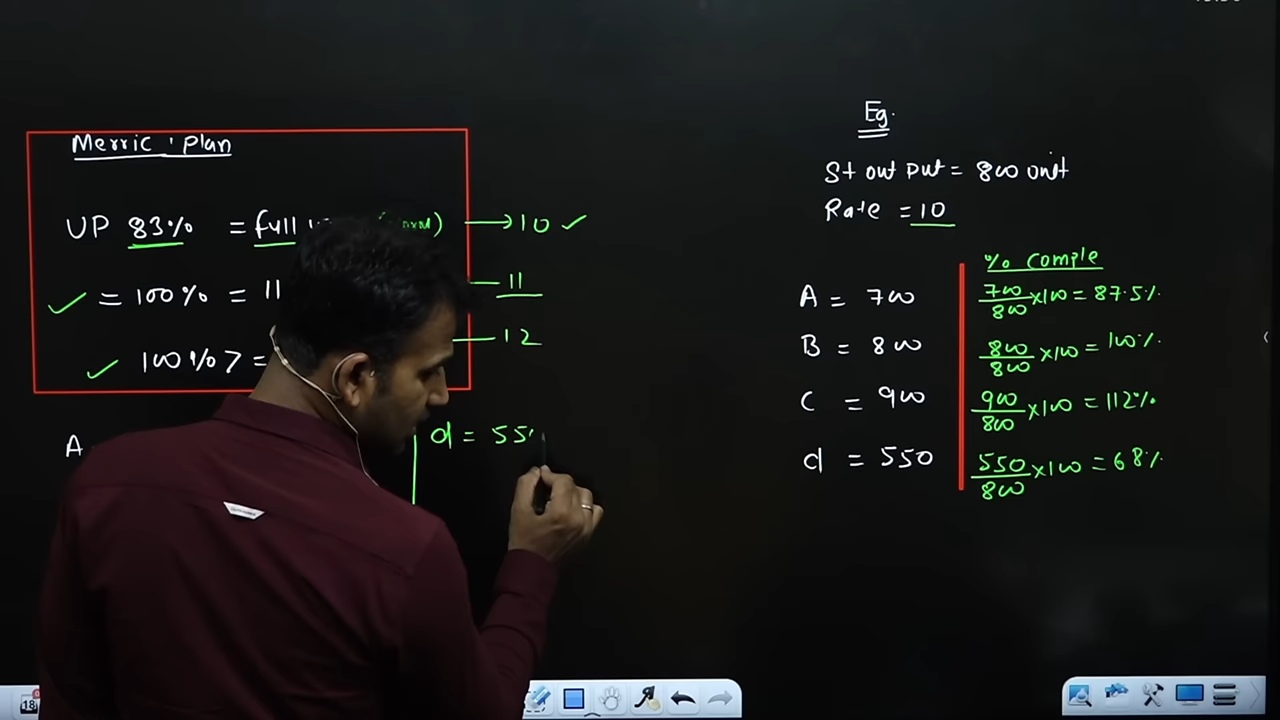 Merric Plan
UP 83% = full → 10 ✓
✓ = 100% = 11 — 11
✓ 100% > = — 12
A
d = 55
Eg.
St out put = 800 unit
Rate = 10
% comple
A = 700 700/800 ×100 = 87.5%
B = 800 800/800 ×100 = 100%
C = 900 900/800 ×100 = 112%
d = 550 550/800 ×100 = 68%
18